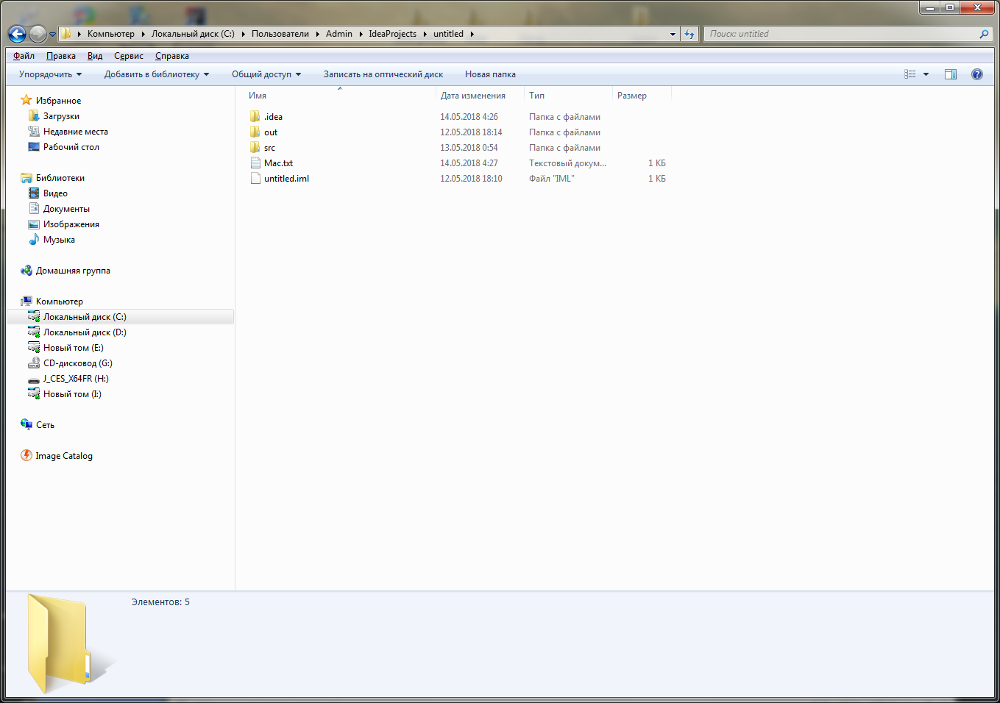 Компьютер Локальный диск (C:) Пользователи Admin IdeaProjects untitled
Поиск: untitled
Файл Правка Вид Сервис Справка
Упорядочить Добавить в библиотеку Общий доступ Записать на оптический диск Новая папка
Избранное
Загрузки
Недавние места
Рабочий стол
Библиотеки
Видео
Документы
Изображения
Музыка
Домашняя группа
Компьютер
Локальный диск (C:)
Локальный диск (D:)
Новый том (E:)
CD-дисковод (G:)
J_CES_X64FR (H:)
Новый том (I:)
Сеть
Image Catalog
Имя Дата изменения Тип Размер
.idea 14.05.2018 4:26 Папка с файлами
out 12.05.2018 18:14 Папка с файлами
src 13.05.2018 0:54 Папка с файлами
Mac.txt 14.05.2018 4:27 Текстовый докум... 1 КБ
untitled.iml 12.05.2018 18:10 Файл "IML" 1 КБ
Элементов: 5